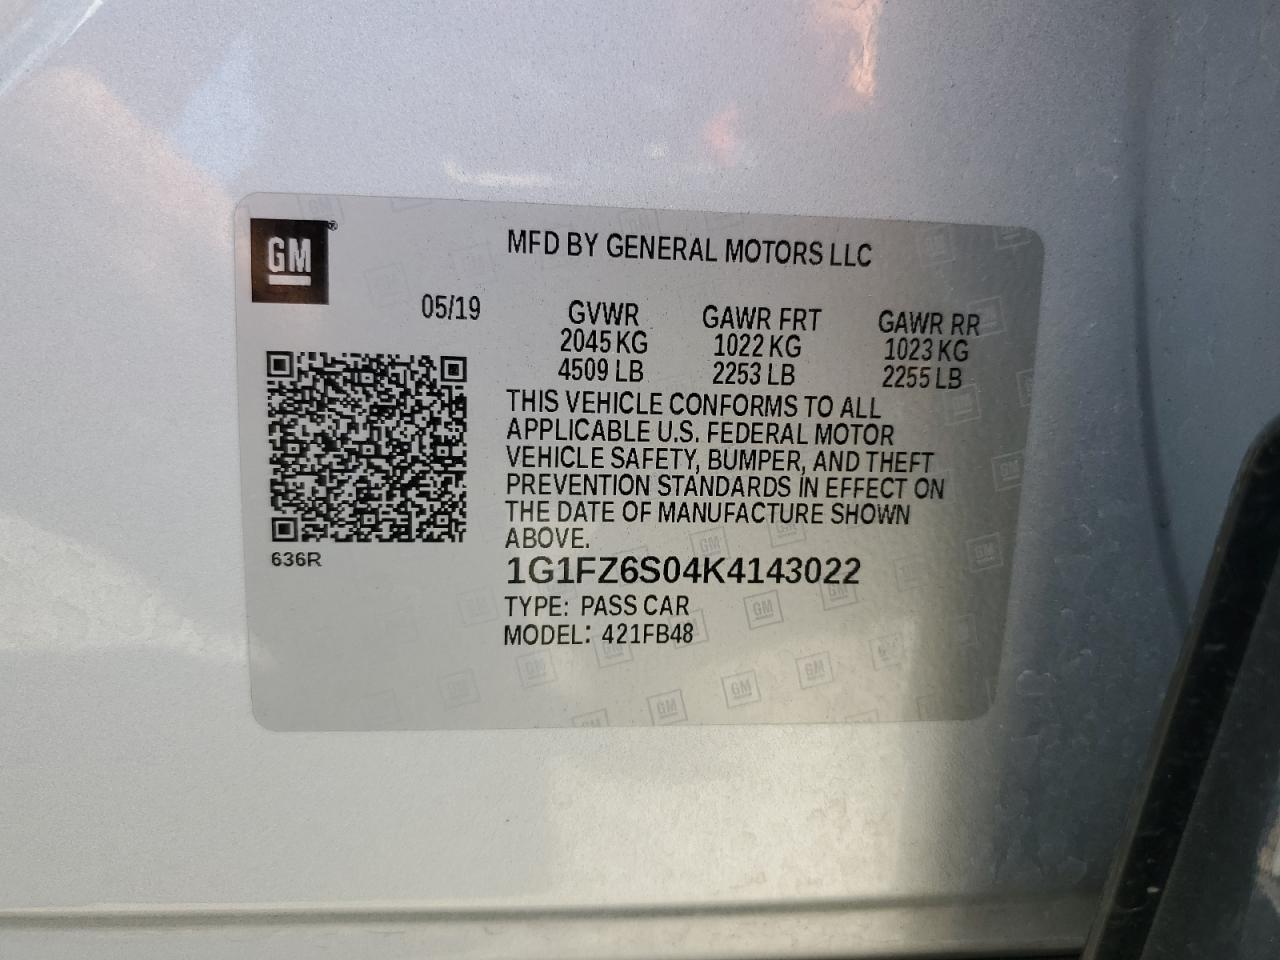 GM®
MFD BY GENERAL MOTORS LLC
05/19
GVWR GAWR FRT GAWR RR
2045 KG 1022 KG 1023 KG
4509 LB 2253 LB 2255 LB
THIS VEHICLE CONFORMS TO ALL
APPLICABLE U.S. FEDERAL MOTOR
VEHICLE SAFETY, BUMPER, AND THEFT
PREVENTION STANDARDS IN EFFECT ON
THE DATE OF MANUFACTURE SHOWN
ABOVE.
636R
1G1FZ6S04K4143022
TYPE: PASS CAR
MODEL: 421FB48